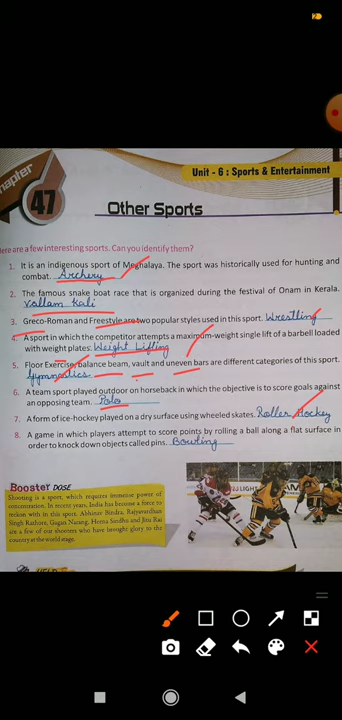 Chapter
47
Unit - 6 : Sports & Entertainment
Other Sports
Here are a few interesting sports. Can you identify them?
1. It is an indigenous sport of Meghalaya. The sport was historically used for hunting and
combat. Archery
2. The famous snake boat race that is organized during the festival of Onam in Kerala.
Vallam Kali
3. Greco-Roman and Freestyle are two popular styles used in this sport. Wrestling
4. A sport in which the competitor attempts a maximum-weight single lift of a barbell loaded
with weight plates. Weight Lifting
5. Floor Exercise, balance beam, vault and uneven bars are different categories of this sport.
Gymnastics
6. A team sport played outdoor on horseback in which the objective is to score goals against
an opposing team. Polo
7. A form of ice-hockey played on a dry surface using wheeled skates. Roller Hockey
8. A game in which players attempt to score points by rolling a ball along a flat surface in
order to knock down objects called pins. Bowling
Booster DOSE
Shooting is a sport, which requires immense power of
concentration. In recent years, India has become a force to
reckon with in this sport. Abhinav Bindra, Rajyavardhan
Singh Rathore, Gagan Narang, Heena Sindhu and Jitu Rai
are a few of our shooters who have brought glory to the
country at the world stage.